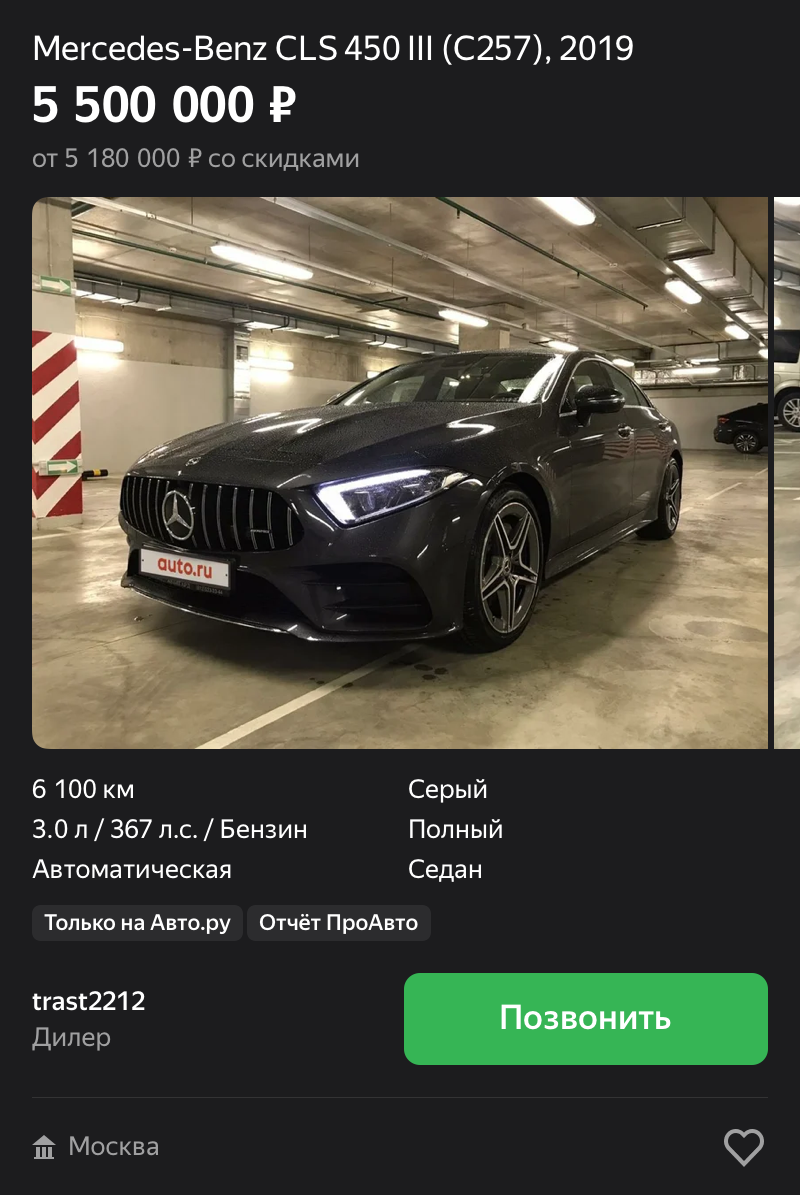 Mercedes-Benz CLS 450 III (C257), 2019
5 500 000 ₽
от 5 180 000 ₽ со скидками
auto.ru
6 100 км
Серый
3.0 л / 367 л.с. / Бензин
Полный
Автоматическая
Седан
Только на Авто.ру
Отчёт ПроАвто
trast2212
Дилер
Позвонить
Москва